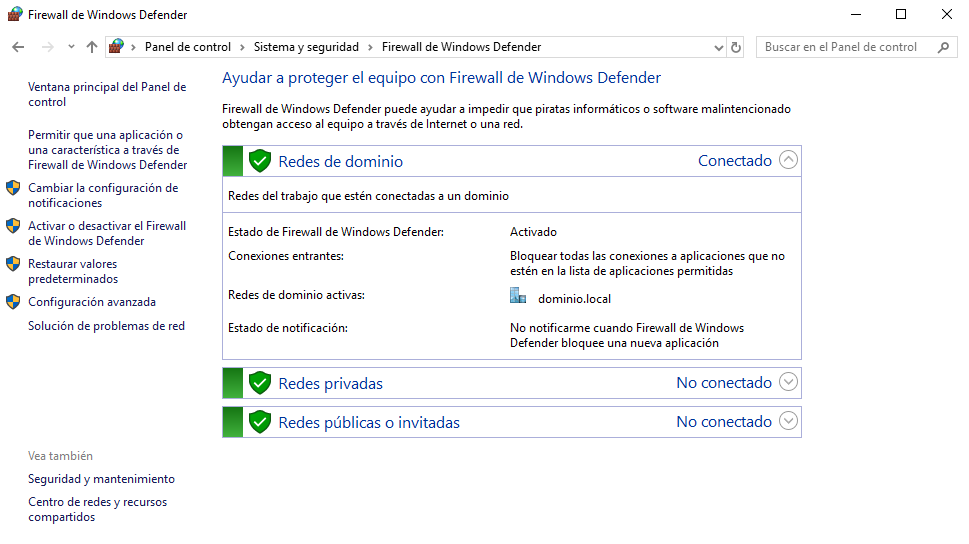 Firewall de Windows Defender
Panel de control > Sistema y seguridad > Firewall de Windows Defender
Buscar en el Panel de control
Ventana principal del Panel de
control
Permitir que una aplicación o
una característica a través de
Firewall de Windows Defender
Cambiar la configuración de
notificaciones
Activar o desactivar el Firewall
de Windows Defender
Restaurar valores
predeterminados
Configuración avanzada
Solución de problemas de red
Vea también
Seguridad y mantenimiento
Centro de redes y recursos
compartidos
Ayudar a proteger el equipo con Firewall de Windows Defender
Firewall de Windows Defender puede ayudar a impedir que piratas informáticos o software malintencionado
obtengan acceso al equipo a través de Internet o una red.
Redes de dominio Conectado
Redes del trabajo que estén conectadas a un dominio
Estado de Firewall de Windows Defender: Activado
Conexiones entrantes: Bloquear todas las conexiones a aplicaciones que no
estén en la lista de aplicaciones permitidas
Redes de dominio activas: dominio.local
Estado de notificación: No notificarme cuando Firewall de Windows
Defender bloquee una nueva aplicación
Redes privadas No conectado
Redes públicas o invitadas No conectado